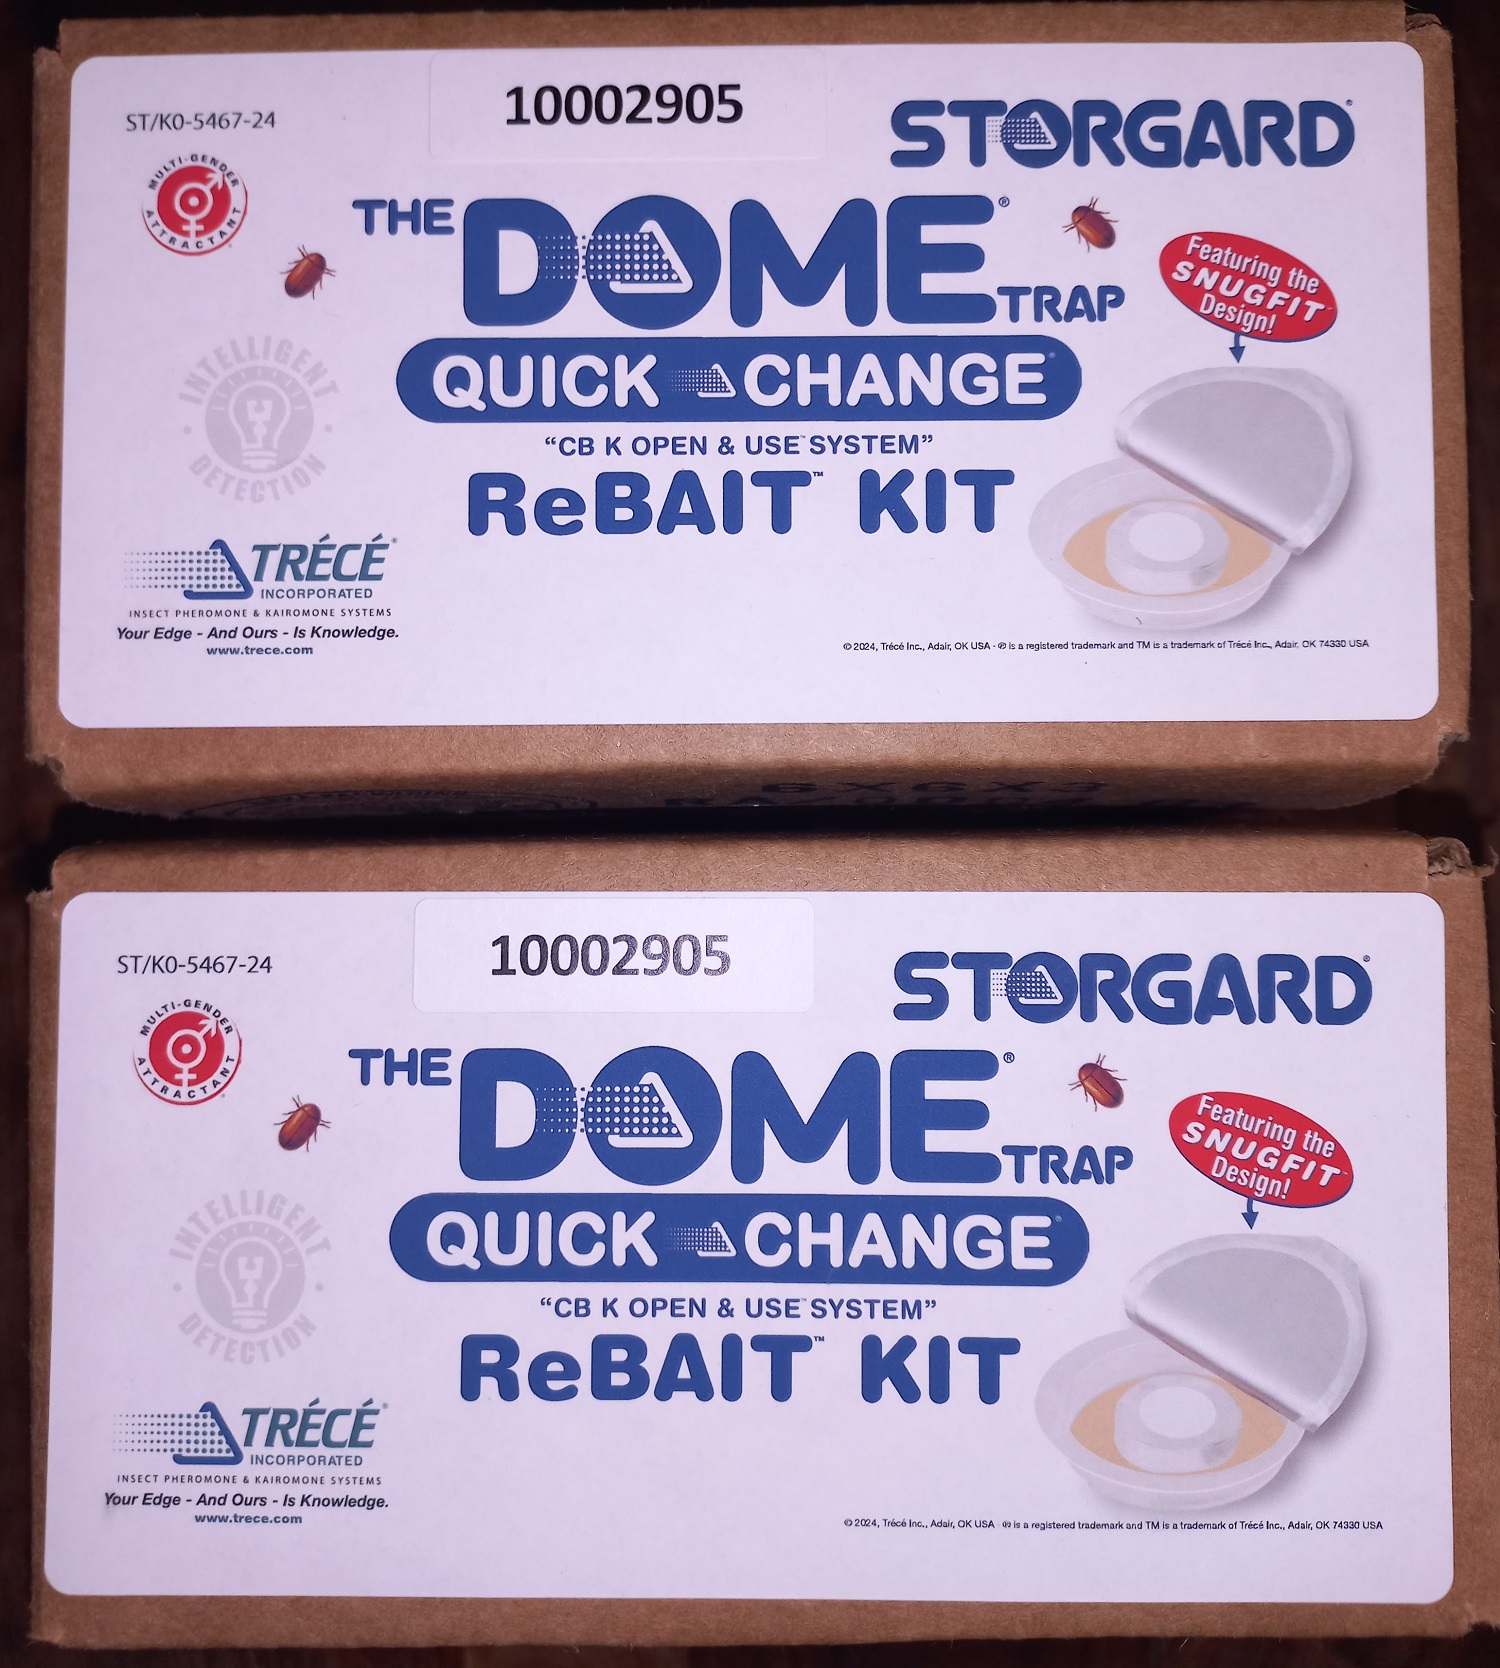 10002905
ST/K0-5467-24
STORGARD®
MULTI-GENDER
ATTRACTANT
THE DOME® TRAP
Featuring the
SNUGFIT™
Design!
QUICK CHANGE®
INTELLIGENT
DETECTION
“CB K OPEN & USE™ SYSTEM”
ReBAIT™ KIT
TRÉCÉ®
INCORPORATED
INSECT PHEROMONE & KAIROMONE SYSTEMS
Your Edge - And Ours - Is Knowledge.
www.trece.com
© 2024, Trécé Inc., Adair, OK USA · ® is a registered trademark and TM is a trademark of Trécé Inc., Adair, OK 74330 USA
6X6X3
10002905
ST/K0-5467-24
STORGARD®
MULTI-GENDER
ATTRACTANT
THE DOME® TRAP
Featuring the
SNUGFIT™
Design!
QUICK CHANGE®
INTELLIGENT
DETECTION
“CB K OPEN & USE™ SYSTEM”
ReBAIT™ KIT
TRÉCÉ®
INCORPORATED
INSECT PHEROMONE & KAIROMONE SYSTEMS
Your Edge - And Ours - Is Knowledge.
www.trece.com
© 2024, Trécé Inc., Adair, OK USA · ® is a registered trademark and TM is a trademark of Trécé Inc., Adair, OK 74330 USA